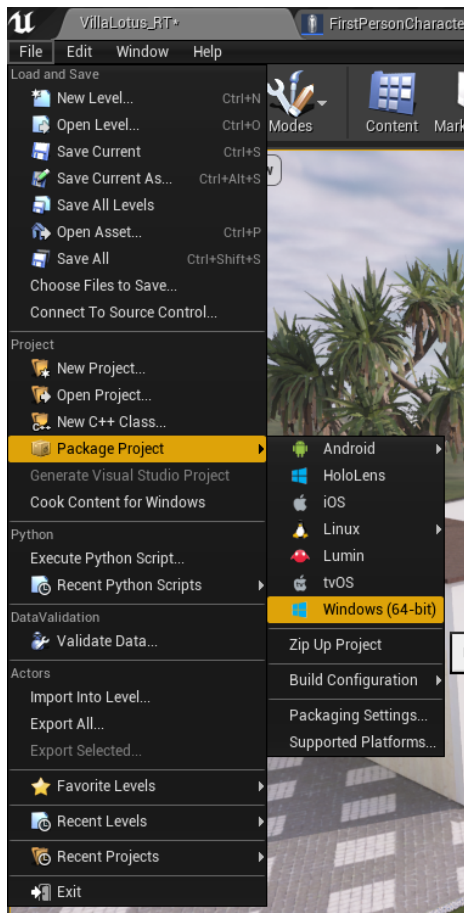 VillaLotus_RT*
FirstPersonCharacte
File Edit Window Help
Load and Save
New Level... Ctrl+N
Open Level... Ctrl+O
Save Current Ctrl+S
Save Current As... Ctrl+Alt+S
Save All Levels
Open Asset... Ctrl+P
Save All Ctrl+Shift+S
Choose Files to Save...
Connect To Source Control...
Modes
Content
Mark
w
Project
New Project...
Open Project...
New C++ Class...
Package Project
Generate Visual Studio Project
Cook Content for Windows
Python
Execute Python Script...
Recent Python Scripts
DataValidation
Validate Data...
Actors
Import Into Level...
Export All...
Export Selected...
Favorite Levels
Recent Levels
Recent Projects
Exit
Android
HoloLens
iOS
Linux
Lumin
tvOS
Windows (64-bit)
Zip Up Project
Build Configuration
Packaging Settings...
Supported Platforms...